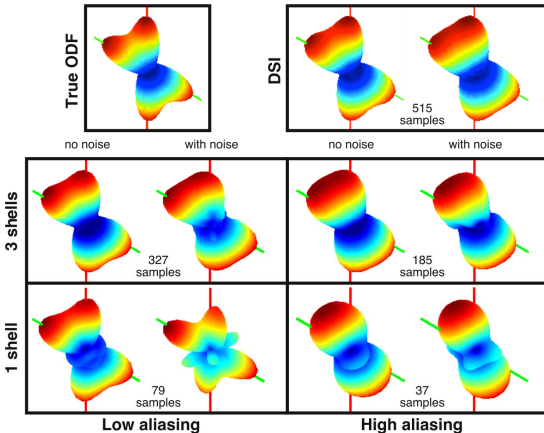 True ODF
DSI
515
samples
no noise
with noise
no noise
with noise
3 shells
327
samples
185
samples
1 shell
79
samples
37
samples
Low aliasing
High aliasing